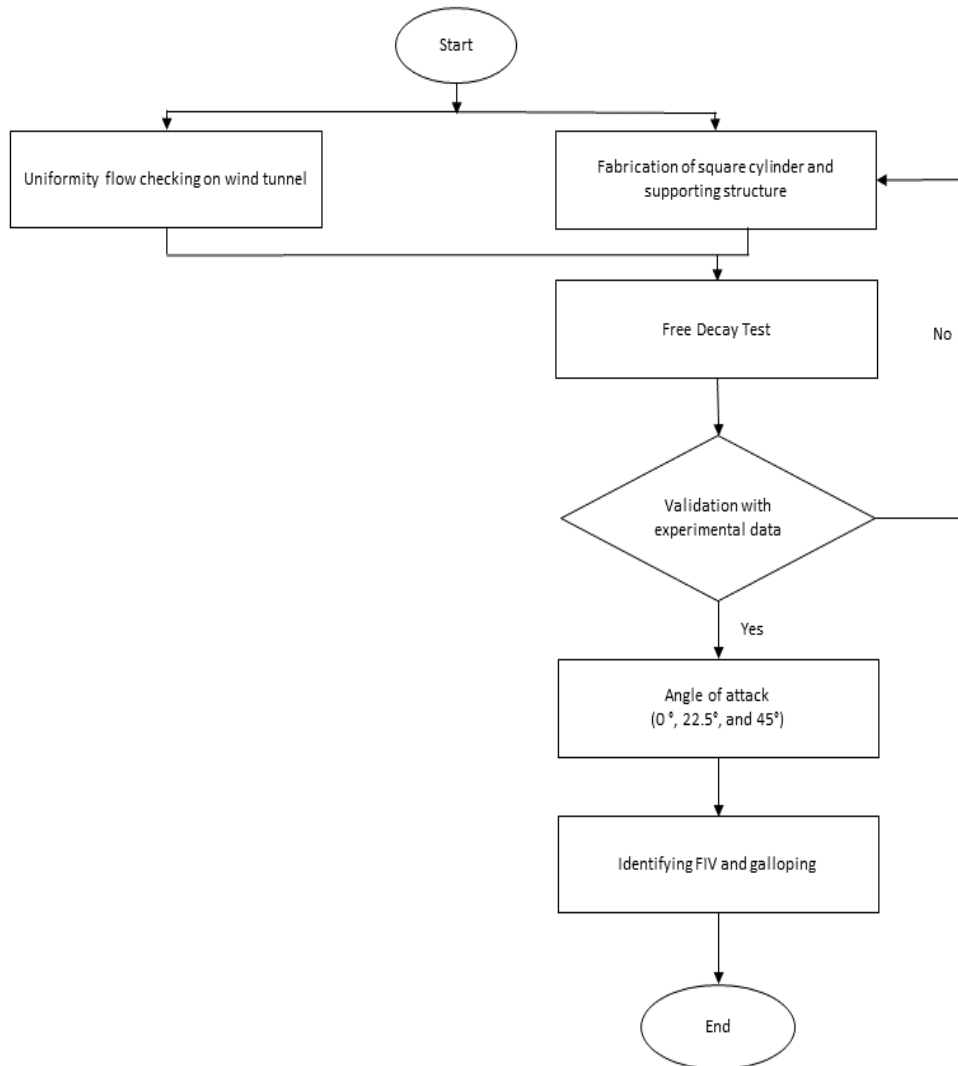 Start
Uniformity flow checking on wind tunnel
Fabrication of square cylinder and
supporting structure
Free Decay Test
No
Validation with
experimental data
Yes
Angle of attack
(0 °, 22.5°, and 45°)
Identifying FIV and galloping
End